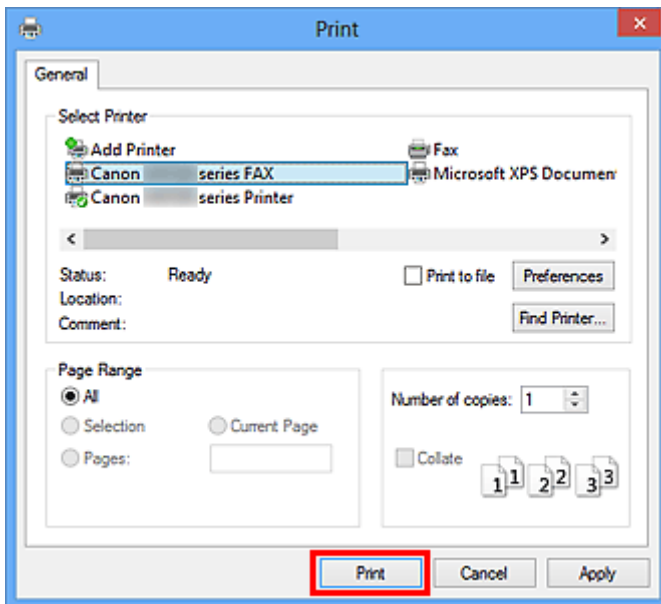 Print
General
Select Printer
Add Printer
Fax
Canon series FAX
Microsoft XPS Documen
Canon series Printer
Status: Ready
Print to file
Preferences
Location:
Comment:
Find Printer...
Page Range
All
Number of copies: 1
Selection
Current Page
Pages:
Collate
1 1 2 2 3 3
Print
Cancel
Apply